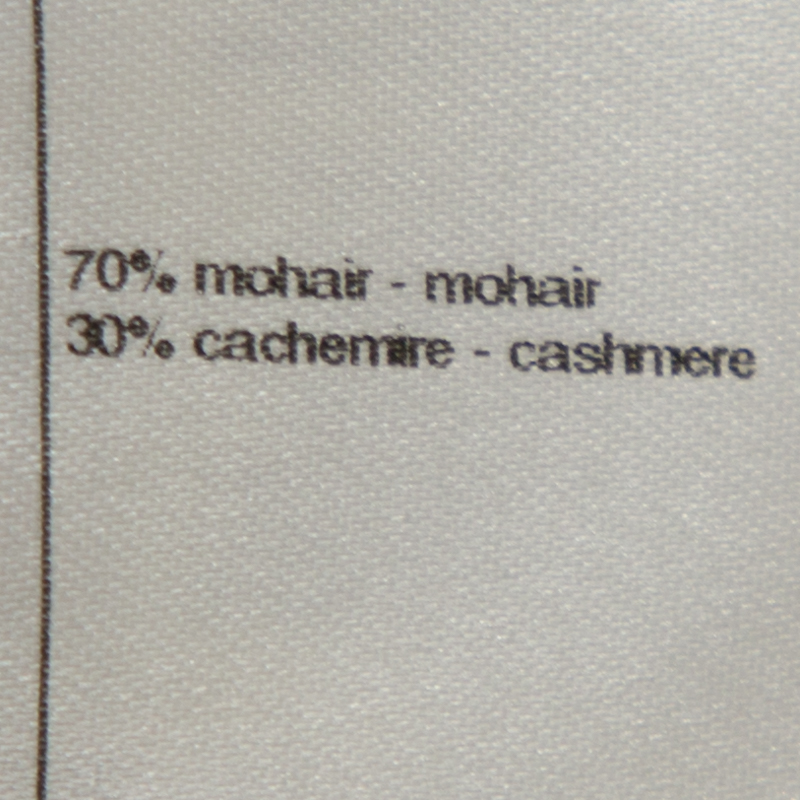 70% mohair - mohair
30% cachemire - cashmere